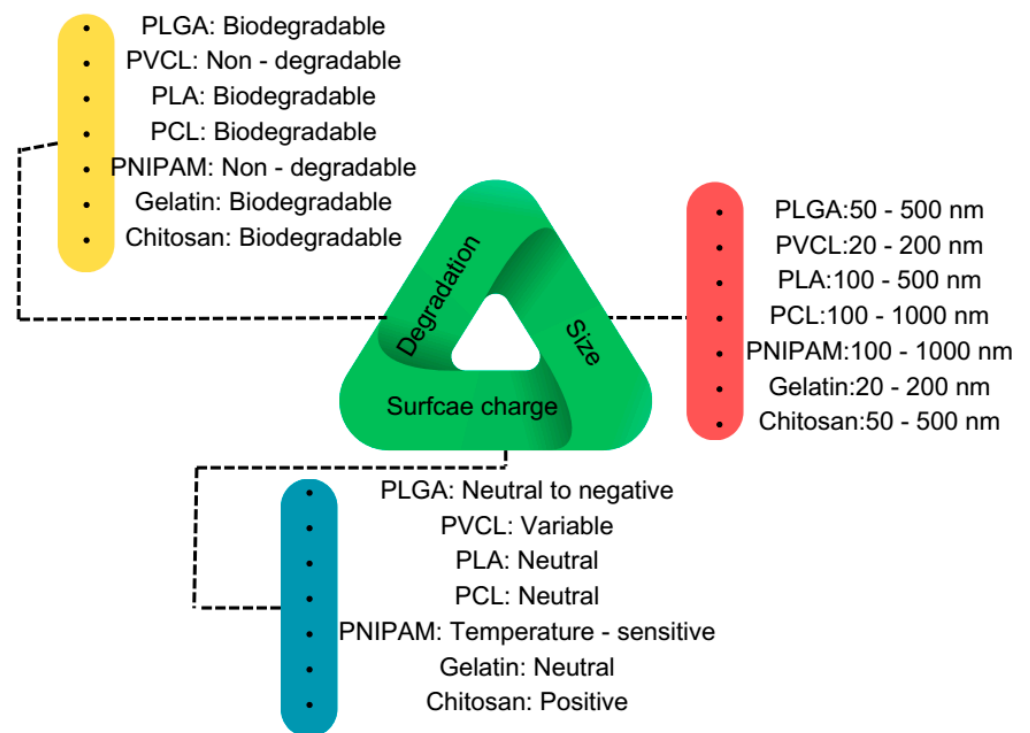 • PLGA: Biodegradable
• PVCL: Non - degradable
• PLA: Biodegradable
• PCL: Biodegradable
• PNIPAM: Non - degradable
• Gelatin: Biodegradable
• Chitosan: Biodegradable
Degradation
Size
Surfcae charge
• PLGA:50 - 500 nm
• PVCL:20 - 200 nm
• PLA:100 - 500 nm
• PCL:100 - 1000 nm
• PNIPAM:100 - 1000 nm
• Gelatin:20 - 200 nm
• Chitosan:50 - 500 nm
• PLGA: Neutral to negative
• PVCL: Variable
• PLA: Neutral
• PCL: Neutral
• PNIPAM: Temperature - sensitive
• Gelatin: Neutral
• Chitosan: Positive